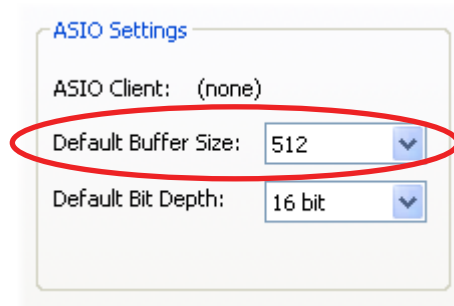 ASIO Settings
ASIO Client: (none)
Default Buffer Size: 512
Default Bit Depth: 16 bit